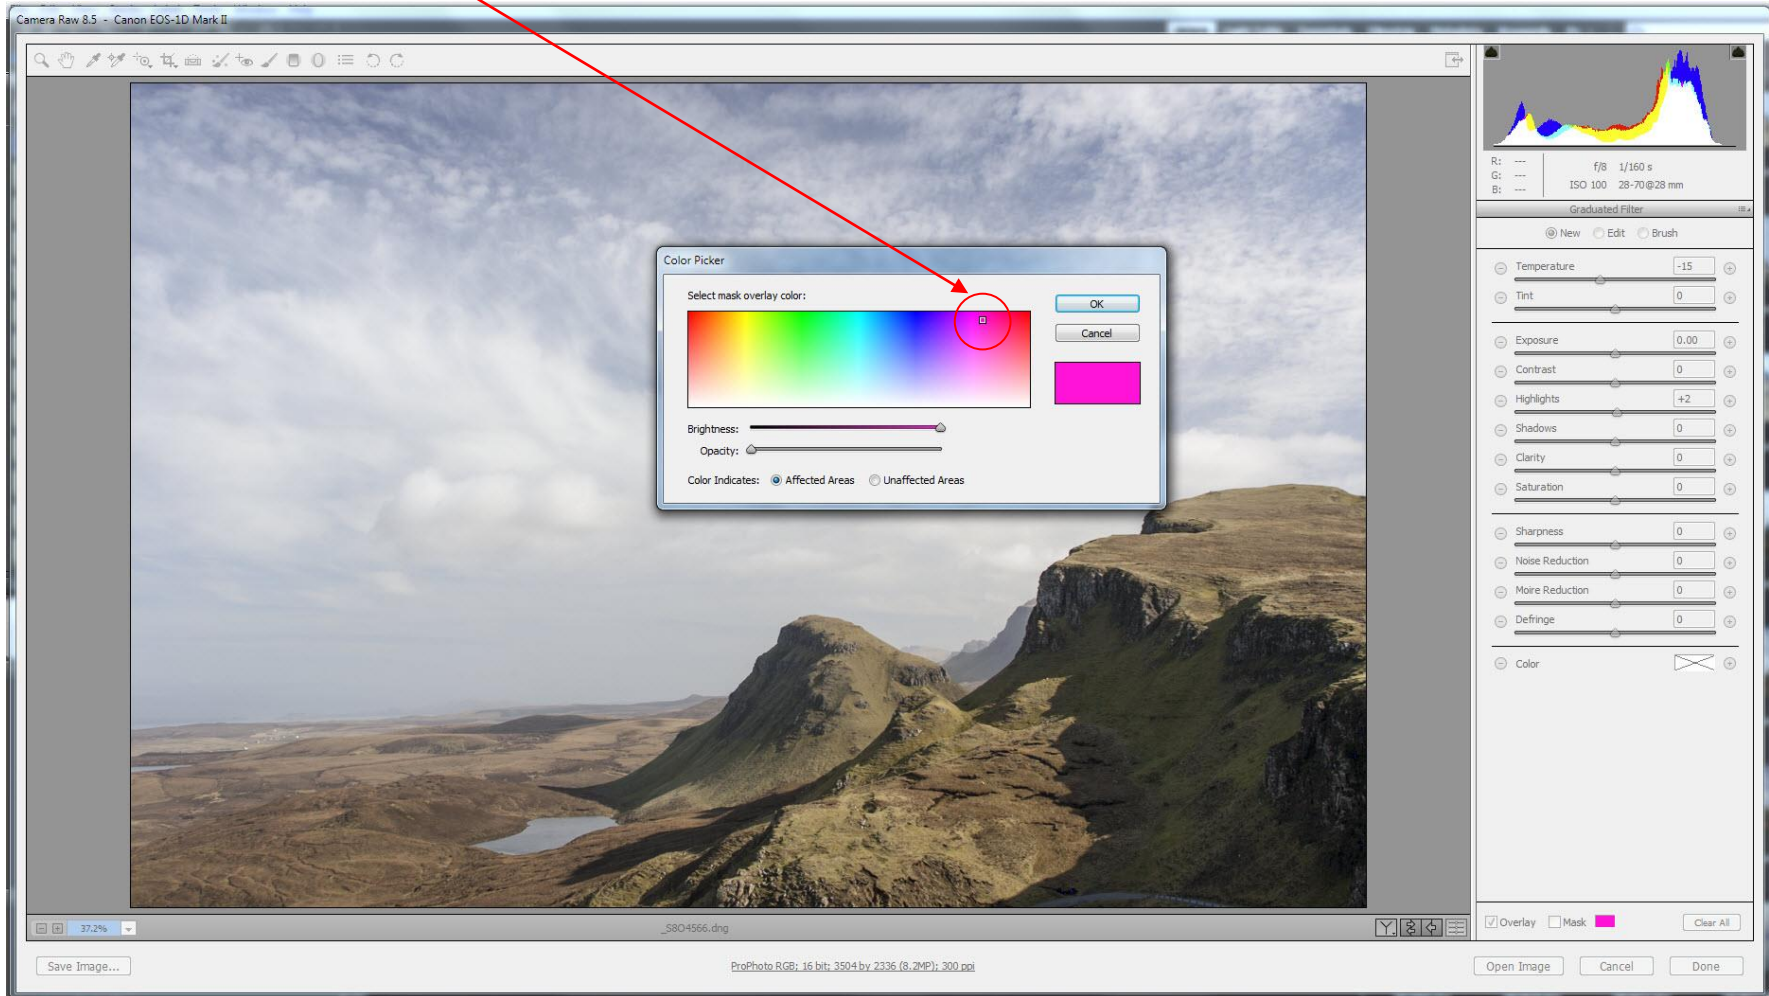 Camera Raw 8.5 - Canon EOS-1D Mark II
R: ---
G: ---
B: ---
f/8 1/160 s
ISO 100 28-70@28 mm
Graduated Filter
New Edit Brush
Temperature -15
Tint 0
Exposure 0.00
Contrast 0
Highlights +2
Shadows 0
Clarity 0
Saturation 0
Sharpness 0
Noise Reduction 0
Moire Reduction 0
Defringe 0
Color
Color Picker
Select mask overlay color:
OK
Cancel
Brightness:
Opacity:
Color Indicates: Affected Areas Unaffected Areas
37.2%
_S8O4566.dng
Overlay Mask Clear All
Save Image...
ProPhoto RGB; 16 bit; 3504 by 2336 (8.2MP); 300 ppi
Open Image Cancel Done